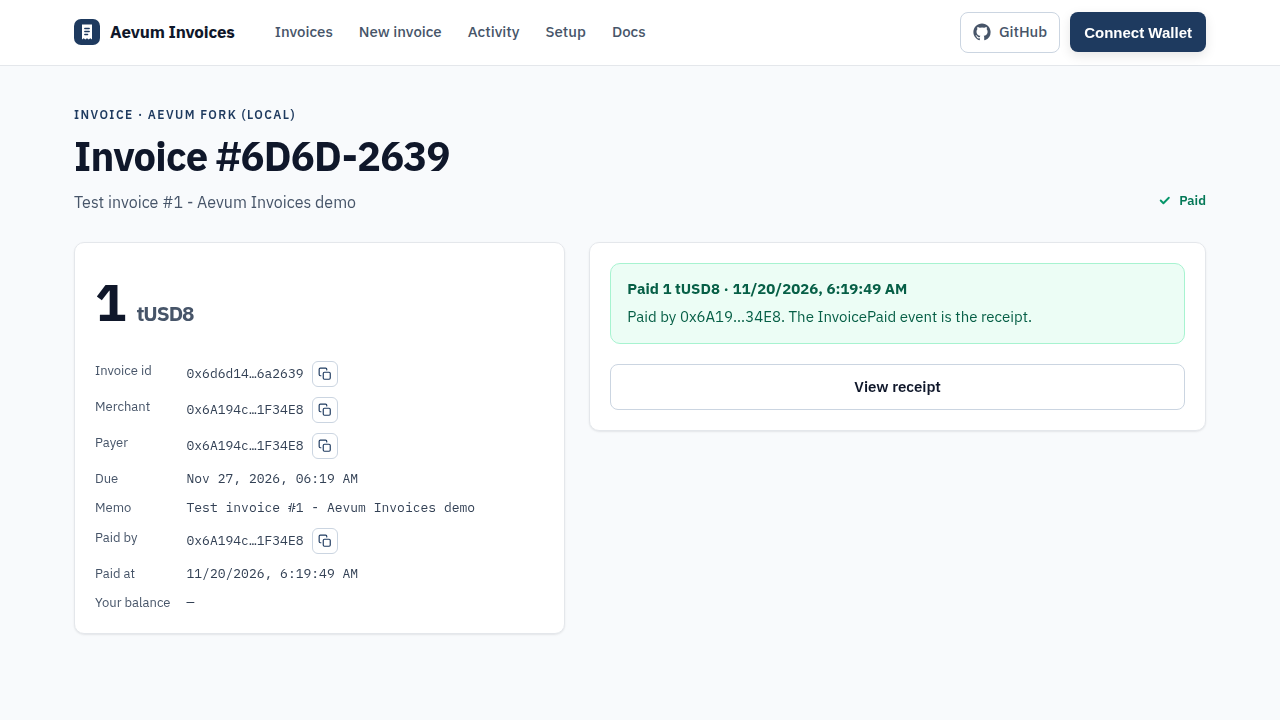 Aevum Invoices
Invoices
New invoice
Activity
Setup
Docs
GitHub
Connect Wallet
INVOICE · AEVUM FORK (LOCAL)
Invoice #6D6D-2639
Test invoice #1 - Aevum Invoices demo
Paid
1 tUSD8
Invoice id 0x6d6d14…6a2639
Merchant 0x6A194c…1F34E8
Payer 0x6A194c…1F34E8
Due Nov 27, 2026, 06:19 AM
Memo Test invoice #1 - Aevum Invoices demo
Paid by 0x6A194c…1F34E8
Paid at 11/20/2026, 6:19:49 AM
Your balance —
Paid 1 tUSD8 · 11/20/2026, 6:19:49 AM
Paid by 0x6A19…34E8. The InvoicePaid event is the receipt.
View receipt